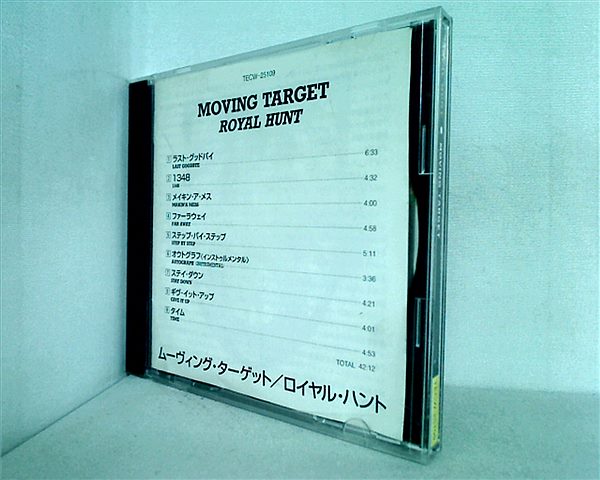 TECW-25109
MOVING TARGET
ROYAL HUNT
1 ラスト・グッドバイ 6:33
LAST GOODBYE
2 1348 4:32
1348
3 メイキン・ア・メス 4:00
MAKIN'A MESS
4 ファーラウェイ 4:58
FAR AWAY
5 ステップ・バイ・ステップ 5:11
STEP BY STEP
6 オウトグラフ〈インストゥルメンタル〉 3:36
AUTOGRAPH (INSTRUMENTAL)
7 ステイ・ダウン 4:21
STAY DOWN
8 ギヴ・イット・アップ 4:01
GIVE IT UP
9 タイム 4:53
TIME
TOTAL 42:12
ムーヴィング・ターゲット／ロイヤル・ハント